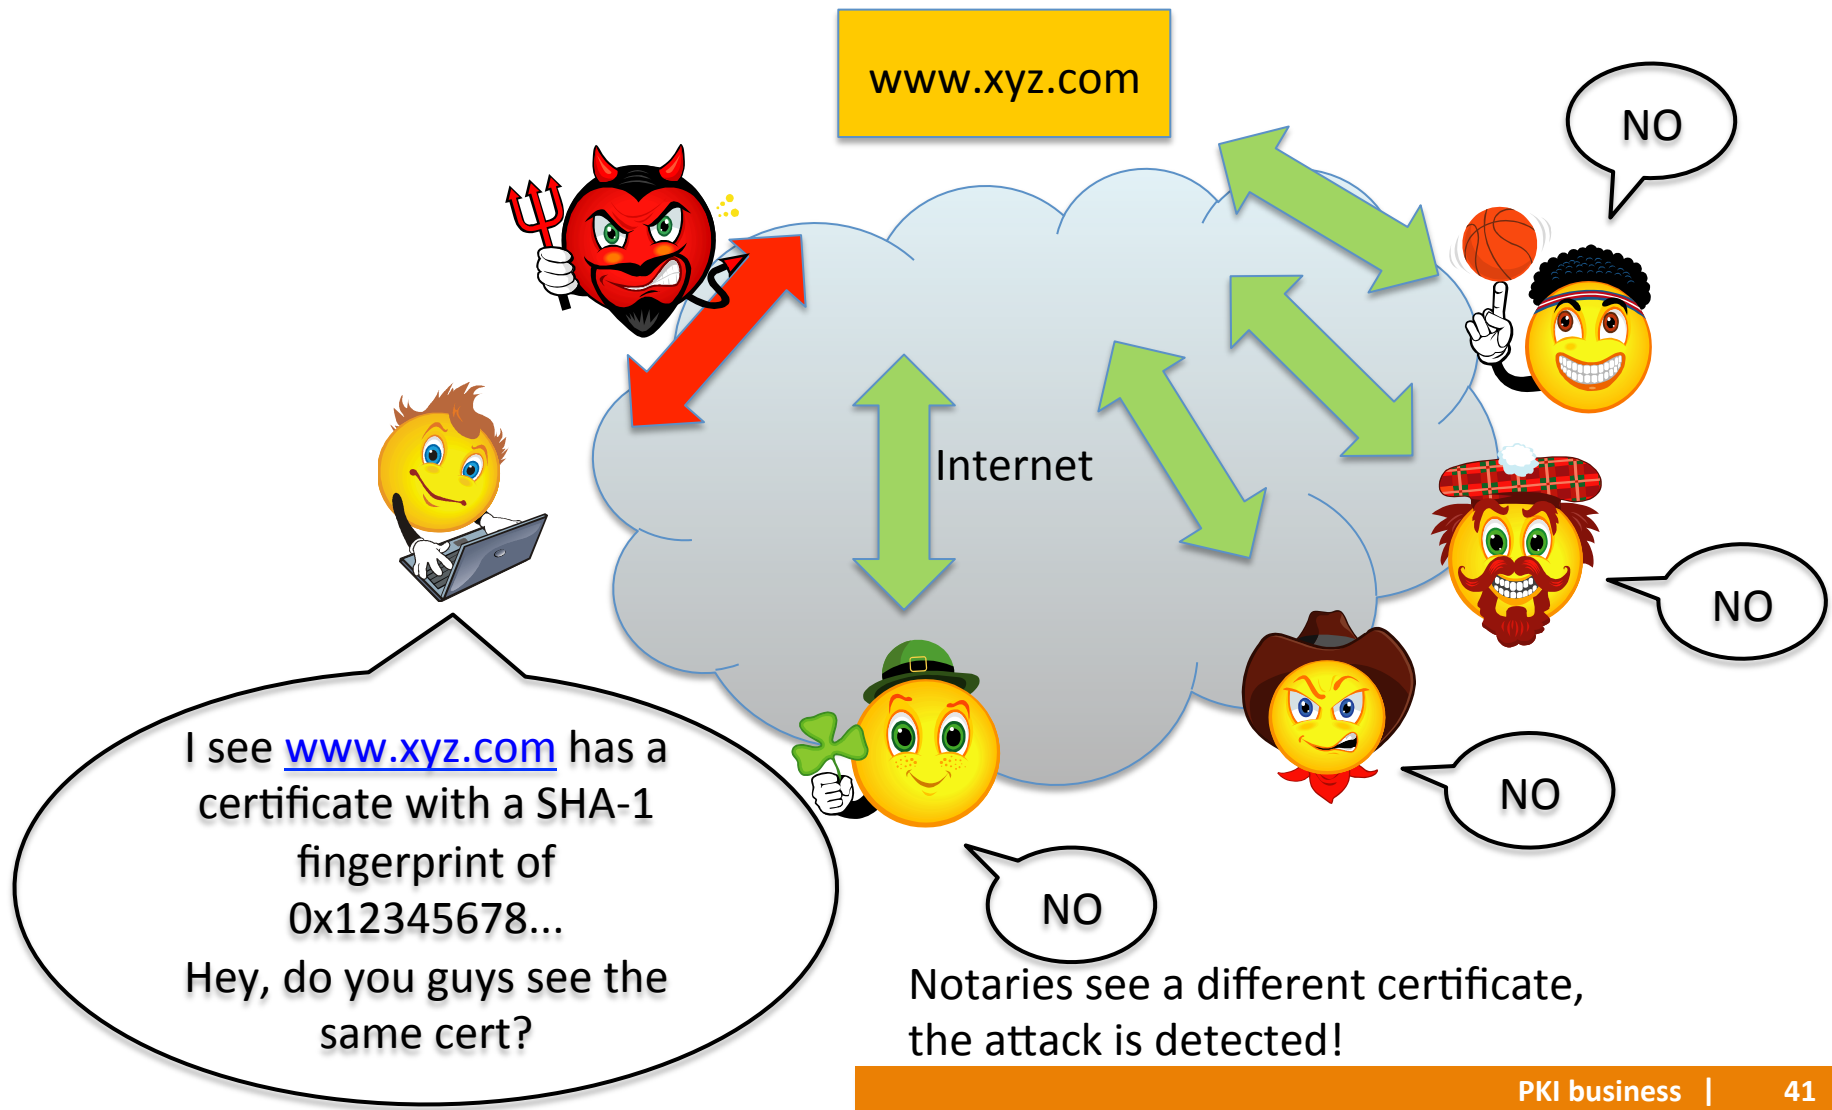 www.xyz.com
NO
Internet
NO
I see www.xyz.com has a
certificate with a SHA-1
fingerprint of
0x12345678...
Hey, do you guys see the
same cert?
NO
NO
Notaries see a different certificate,
the attack is detected!
PKI business | 41